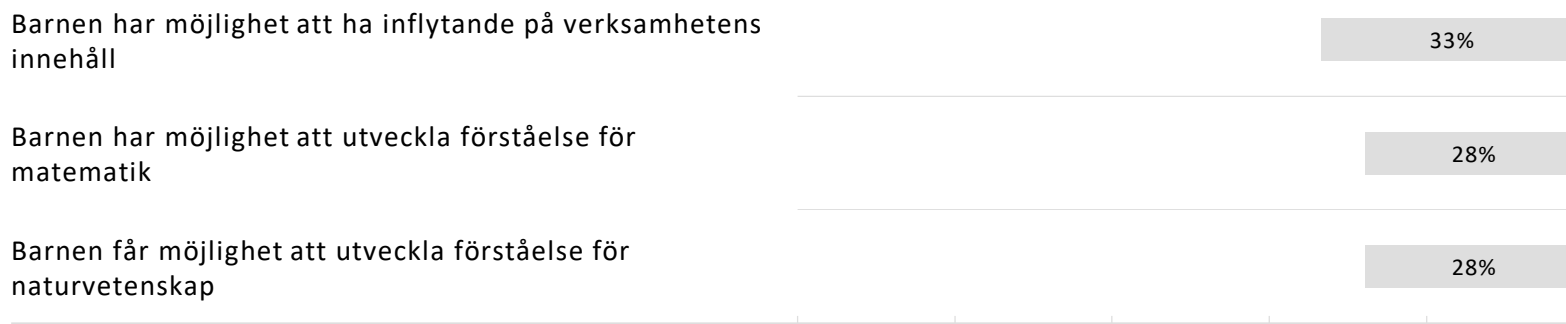 Barnen har möjlighet att ha inflytande på verksamhetens
innehåll
33%
Barnen har möjlighet att utveckla förståelse för
matematik
28%
Barnen får möjlighet att utveckla förståelse för
naturvetenskap
28%